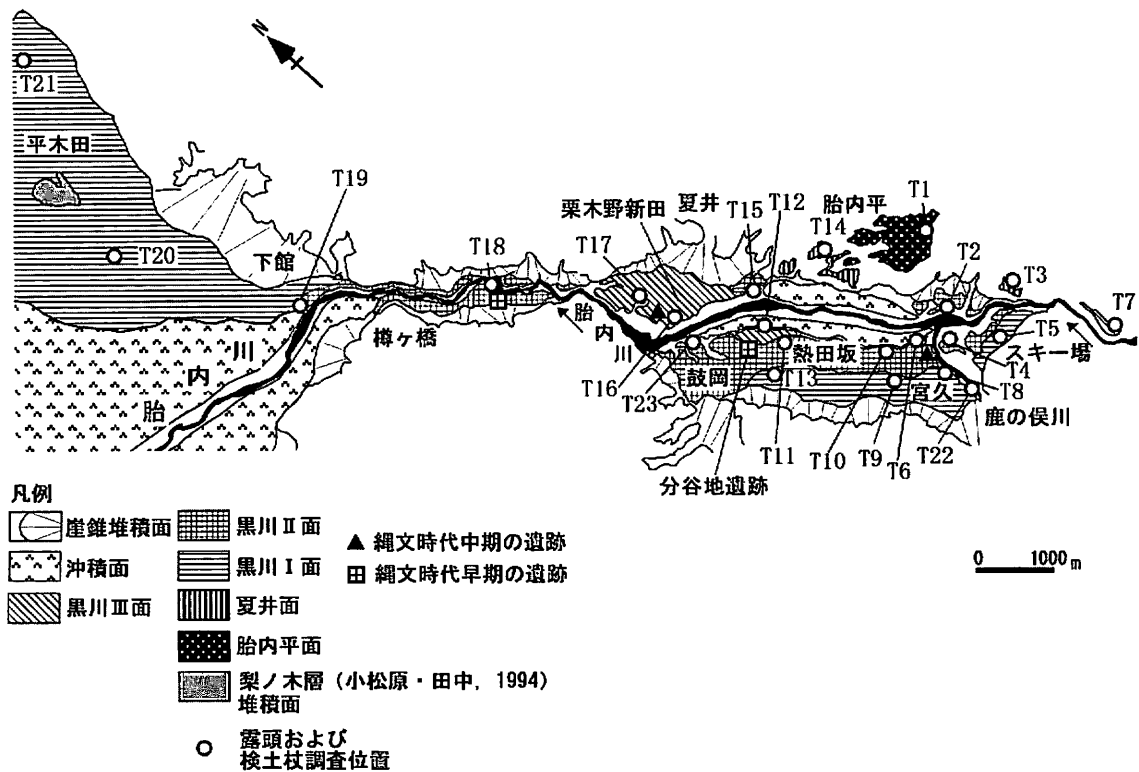 N
T21
平木田
T20
下館
T19
樽ヶ橋
T18
T17
栗木野新田
夏井
T15
T12
T14
胎内平
T1
T2
T3
T7
胎
内
川
川
内
胎
T16
T23
鼓岡
熱田坂
T13
T11
T10
T9
T6
T22
宮久
T8
T4
T5
スキー場
鹿の俣川
分谷地遺跡
凡例
崖錐堆積面
沖積面
黒川Ⅲ面
黒川Ⅱ面
黒川Ⅰ面
夏井面
胎内平面
梨ノ木層（小松原・田中，1994）
堆積面
露頭および
検土杖調査位置
▲ 縄文時代中期の遺跡
縄文時代早期の遺跡
0 1000m